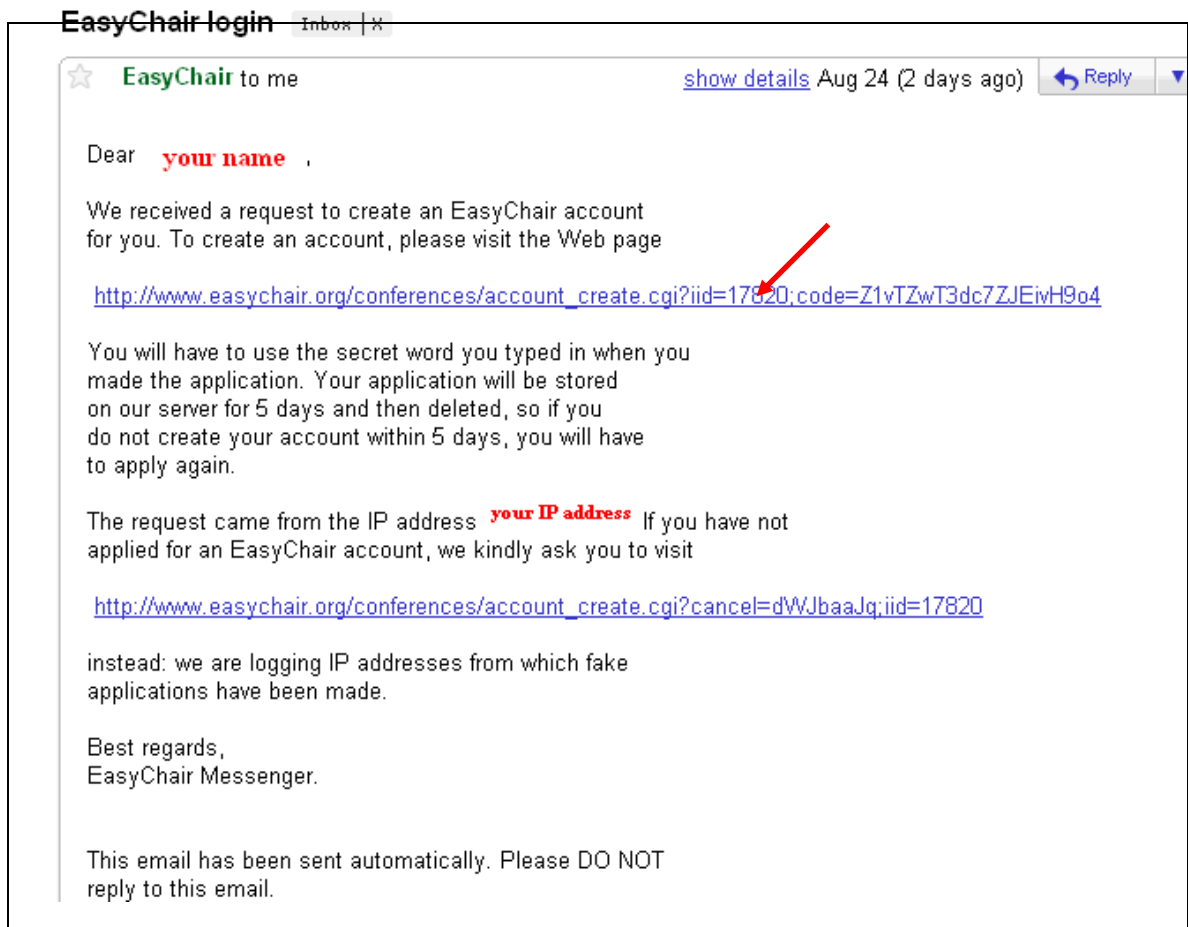 EasyChair login Inbox | X
EasyChair to me show details Aug 24 (2 days ago) Reply
Dear your name ,
We received a request to create an EasyChair account
for you. To create an account, please visit the Web page
http://www.easychair.org/conferences/account_create.cgi?iid=17820;code=Z1vTZwT3dc7ZJEivH9o4
You will have to use the secret word you typed in when you
made the application. Your application will be stored
on our server for 5 days and then deleted, so if you
do not create your account within 5 days, you will have
to apply again.
The request came from the IP address your IP address If you have not
applied for an EasyChair account, we kindly ask you to visit
http://www.easychair.org/conferences/account_create.cgi?cancel=dWJbaaJq;iid=17820
instead: we are logging IP addresses from which fake
applications have been made.
Best regards,
EasyChair Messenger.
This email has been sent automatically. Please DO NOT
reply to this email.